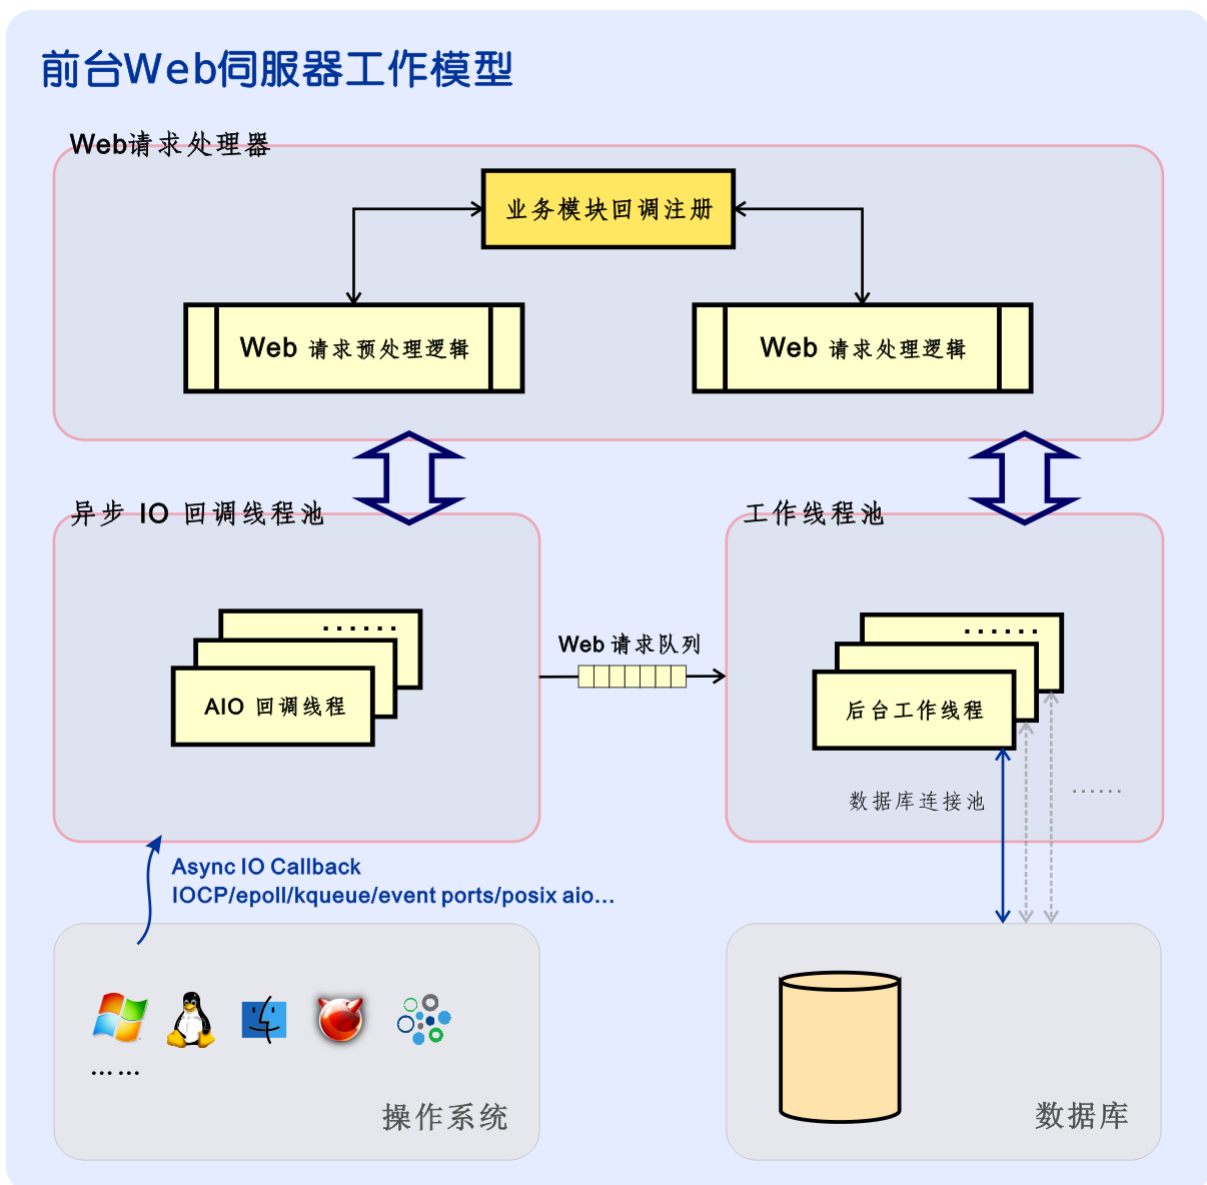 前台Web伺服器工作模型
Web请求处理器
业务模块回调注册
Web 请求预处理逻辑
Web 请求处理逻辑
异步 IO 回调线程池
工作线程池
......
......
Web 请求队列
AIO 回调线程
后台工作线程
数据库连接池
......
Async IO Callback
IOCP/epoll/kqueue/event ports/posix aio...
......
操作系统
数据库